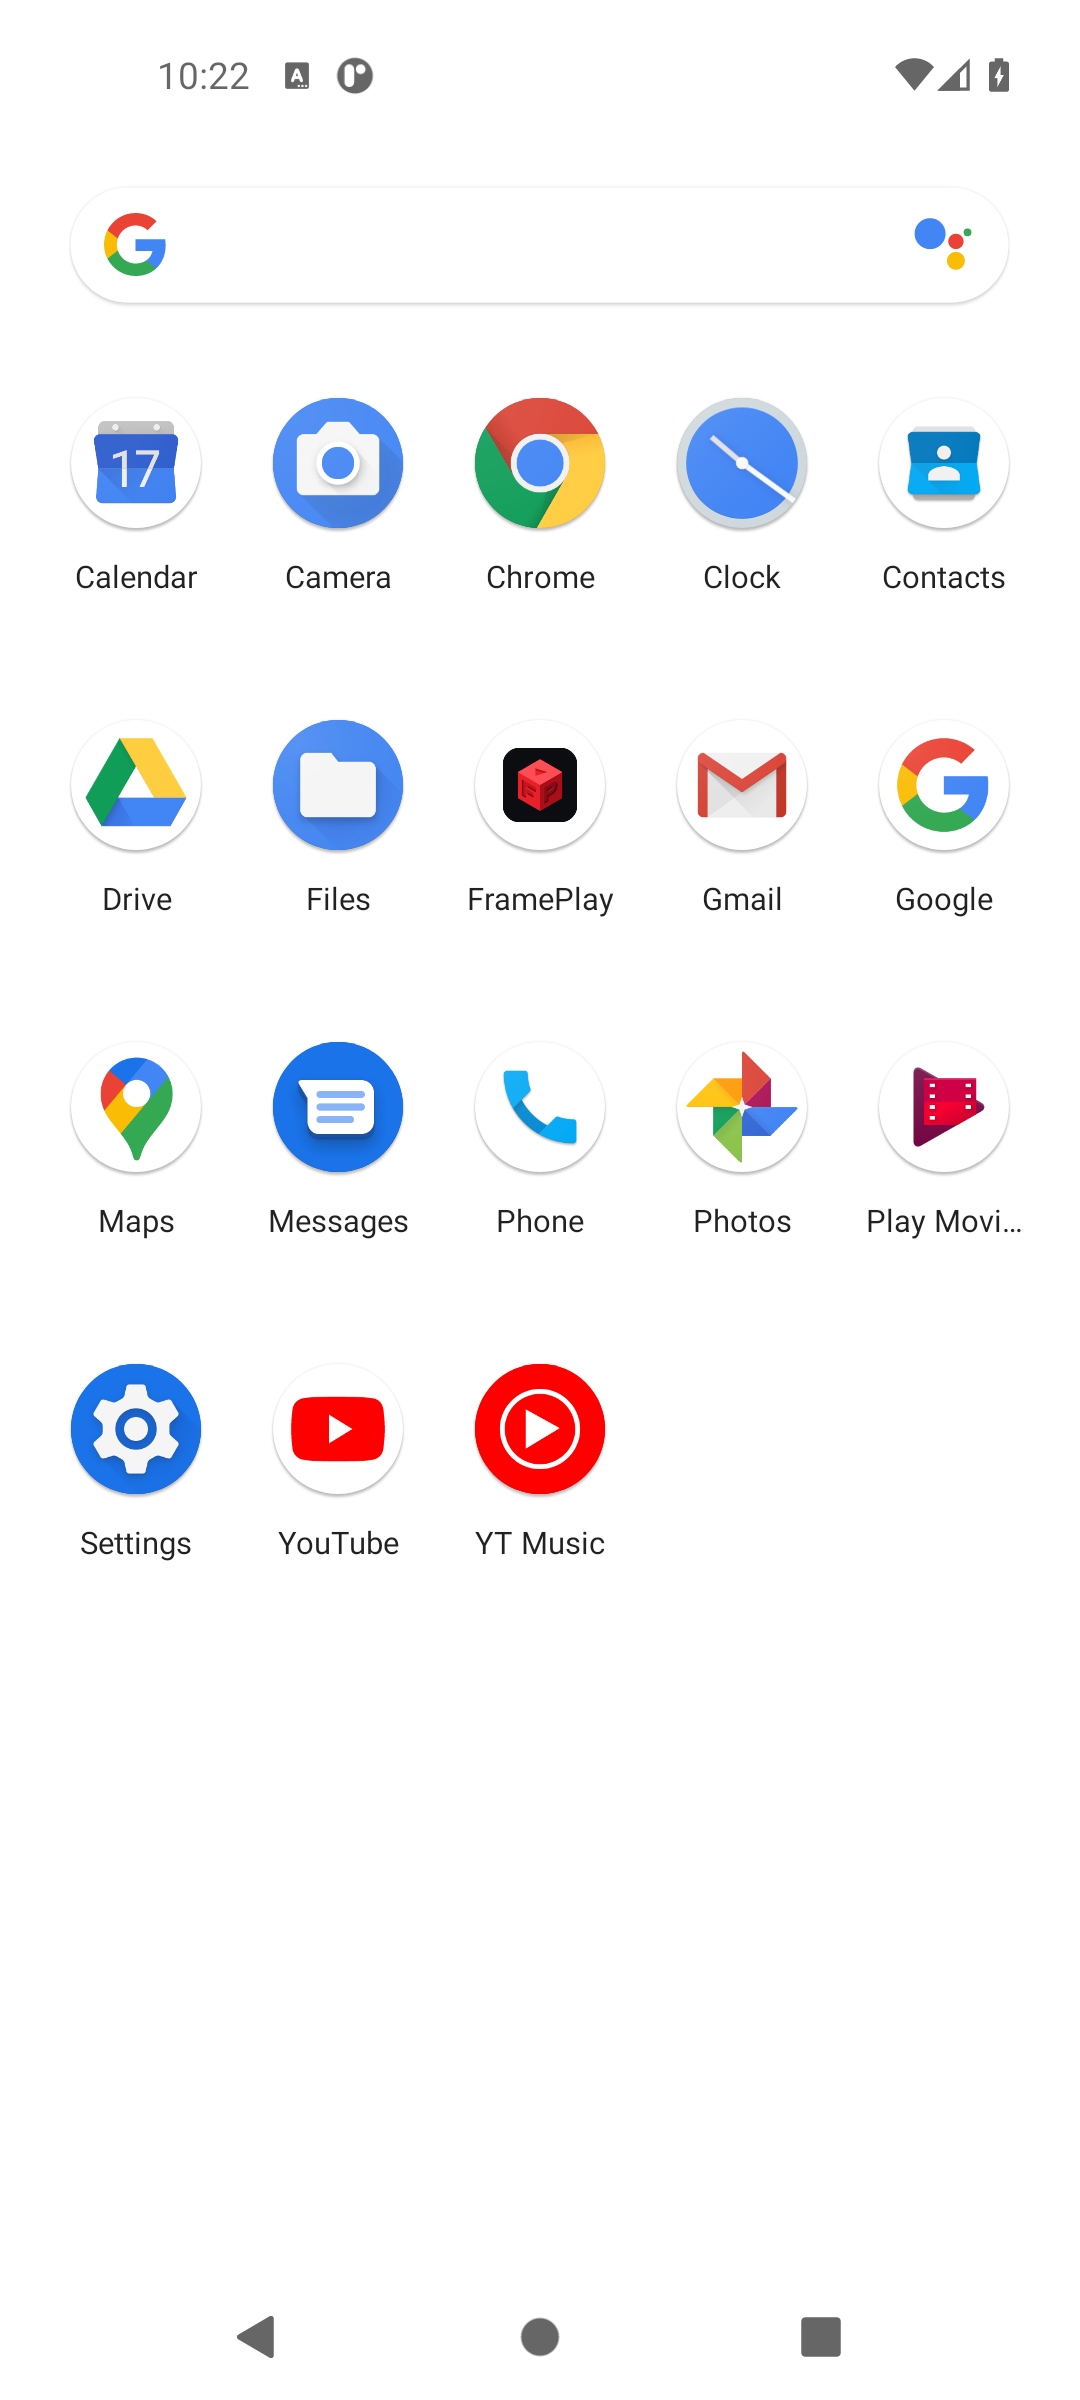 10:22
Calendar Camera Chrome Clock Contacts
Drive Files FramePlay Gmail Google
Maps Messages Phone Photos Play Movi...
Settings YouTube YT Music